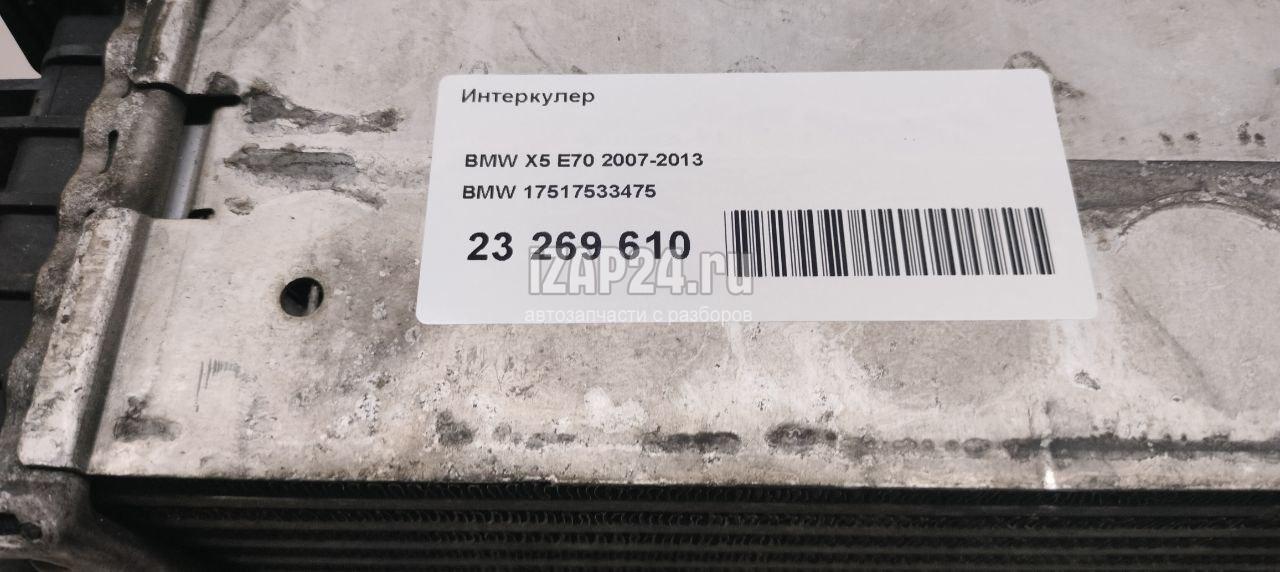 Интеркулер
BMW X5 E70 2007-2013
BMW 17517533475
23 269 610
IZAP24.ru
автозапчасти с разборов